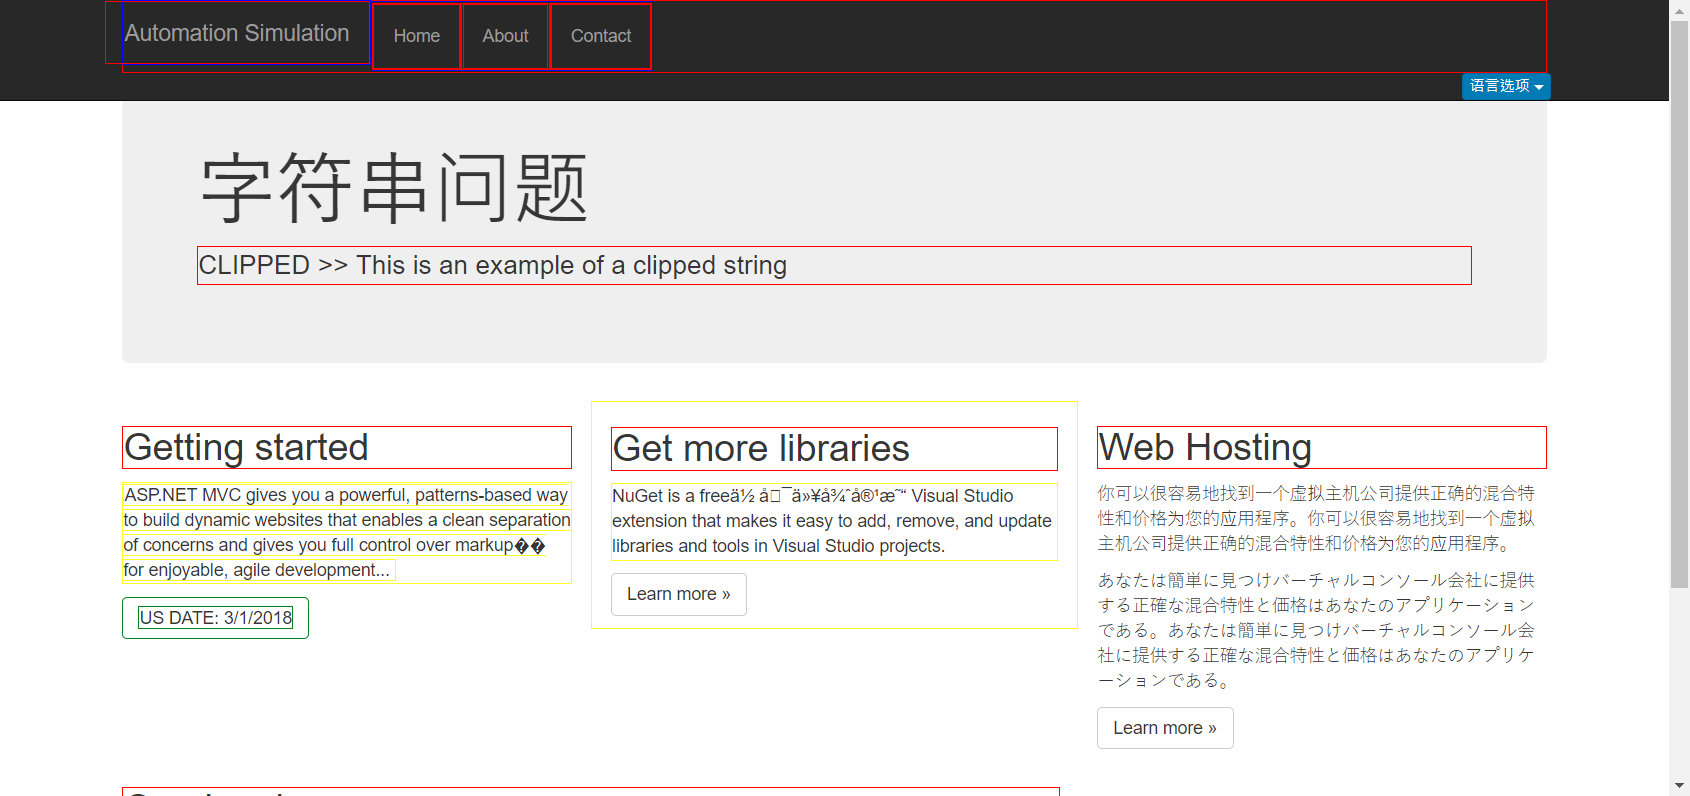 Automation Simulation
Home
About
Contact
语言选项
字符串问题
CLIPPED >> This is an example of a clipped string
Getting started
ASP.NET MVC gives you a powerful, patterns-based way
to build dynamic websites that enables a clean separation
of concerns and gives you full control over markup��
for enjoyable, agile development...
US DATE: 3/1/2018
Get more libraries
NuGet is a freeä½ å□¯ä»¥å¾ˆå®¹æ˜“ Visual Studio
extension that makes it easy to add, remove, and update
libraries and tools in Visual Studio projects.
Learn more »
Web Hosting
你可以很容易地找到一个虚拟主机公司提供正确的混合特
性和价格为您的应用程序。你可以很容易地找到一个虚拟
主机公司提供正确的混合特性和价格为您的应用程序。
あなたは簡単に見つけバーチャルコンソール会社に提供
する正確な混合特性と価格はあなたのアプリケーション
である。あなたは簡単に見つけバーチャルコンソール会
社に提供する正確な混合特性と価格はあなたのアプリケ
ーションである。
Learn more »